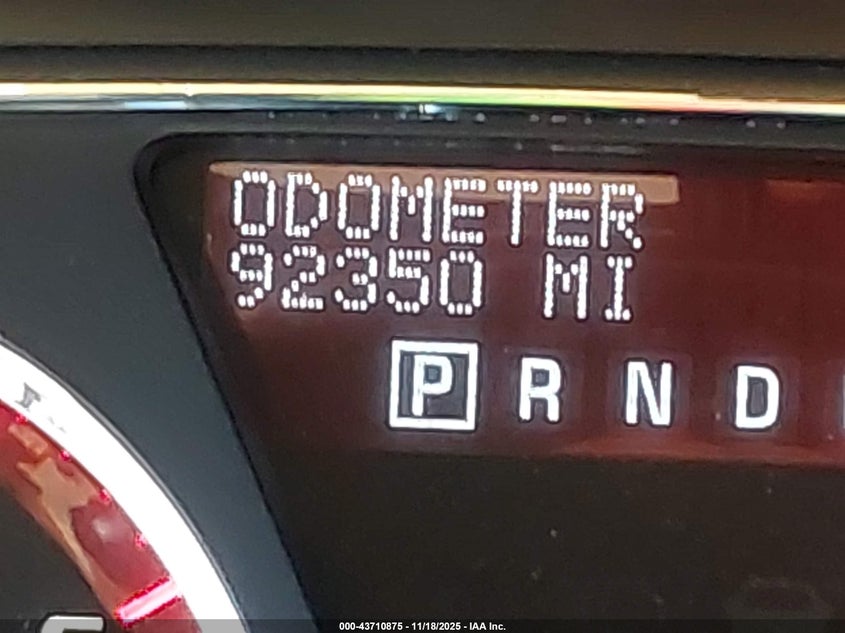 ODOMETER
92350 MI
P R N D
000-43710875 - 11/18/2025 - IAA Inc.